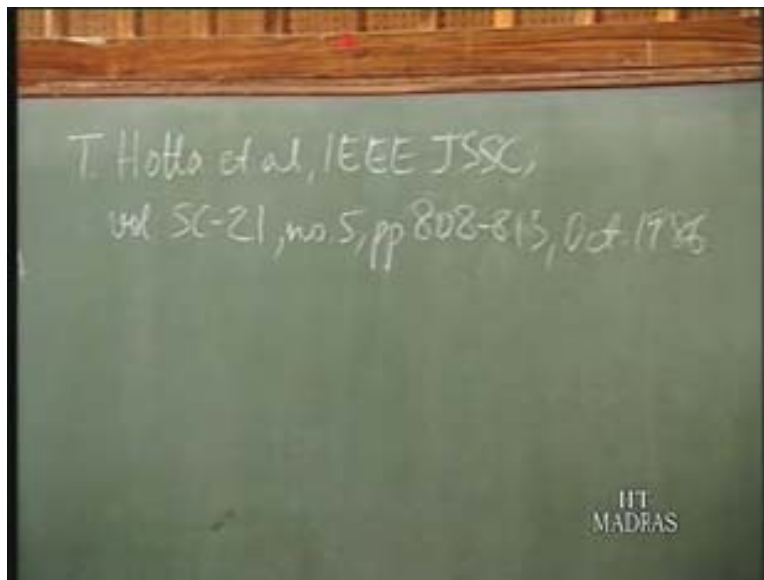 T. Hotta et al, IEEE JSSC,
vol SC-21, no. 5, pp 808-813, Oct. 1986
IIT
MADRAS